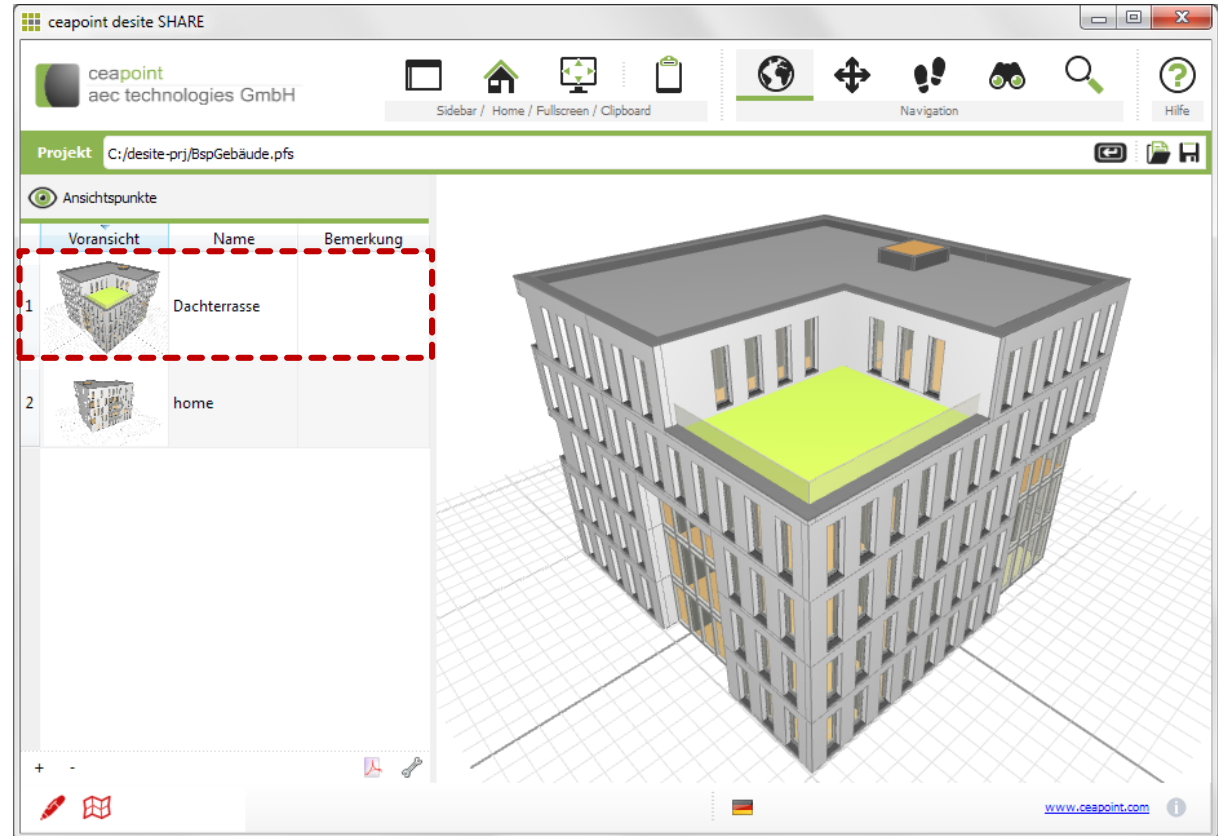 ceapoint desite SHARE
ceapoint
aec technologies GmbH
Sidebar / Home / Fullscreen / Clipboard
Navigation
Hilfe
Projekt C:/desite-prj/BspGebäude.pfs
Ansichtspunkte
Voransicht Name Bemerkung
1 Dachterrasse
2 home
+ -
www.ceapoint.com